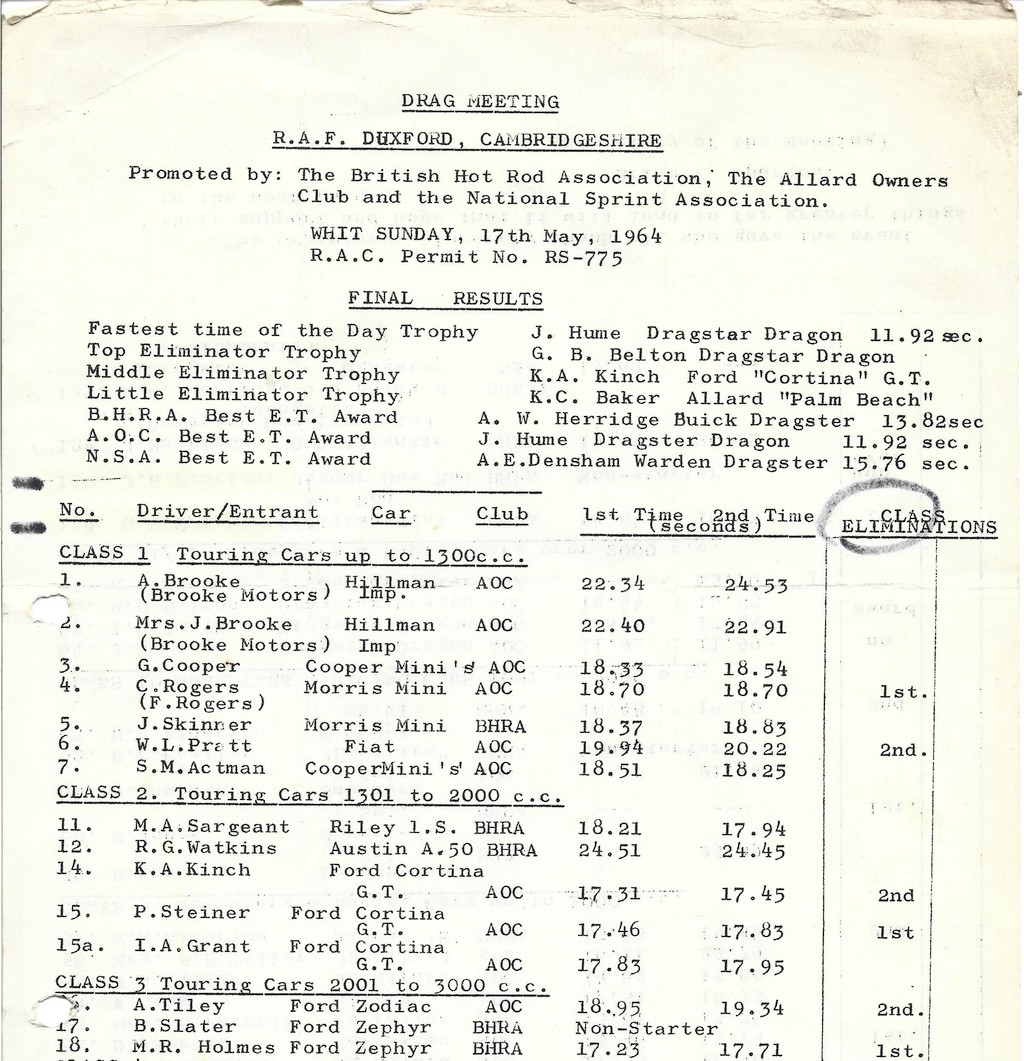 DRAG MEETING
R.A.F. DUXFORD, CAMBRIDGESHIRE
Promoted by: The British Hot Rod Association, The Allard Owners
Club and the National Sprint Association.
WHIT SUNDAY, 17th May, 1964
R.A.C. Permit No. RS-775
FINAL RESULTS
Fastest time of the Day Trophy J. Hume Dragstar Dragon 11.92 sec.
Top Eliminator Trophy G. B. Belton Dragstar Dragon
Middle Eliminator Trophy K.A. Kinch Ford "Cortina" G.T.
Little Eliminator Trophy K.C. Baker Allard "Palm Beach"
B.H.R.A. Best E.T. Award A. W. Herridge Buick Dragster 13.82sec
A.O.C. Best E.T. Award J. Hume Dragster Dragon 11.92 sec.
N.S.A. Best E.T. Award A.E.Densham Warden Dragster 15.76 sec.
No. Driver/Entrant Car Club 1st Time 2nd Time CLASS
(seconds) ELIMINATIONS
CLASS 1 Touring Cars up to 1300c.c.
1. A.Brooke Hillman AOC 22.34 24.53
(Brooke Motors) Imp.
2. Mrs.J.Brooke Hillman AOC 22.40 22.91
(Brooke Motors) Imp
3. G.Cooper Cooper Mini's' AOC 18.33 18.54
4. C.Rogers Morris Mini AOC 18.70 18.70 1st.
(F.Rogers)
5. J.Skinner Morris Mini BHRA 18.37 18.83
6. W.L.Pratt Fiat AOC 19.94 20.22 2nd.
7. S.M.Actman CooperMini's' AOC 18.51 18.25
CLASS 2. Touring Cars 1301 to 2000 c.c.
11. M.A.Sargeant Riley 1.5. BHRA 18.21 17.94
12. R.G.Watkins Austin A.50 BHRA 24.51 24.45
14. K.A.Kinch Ford Cortina
G.T. AOC 17.31 17.45 2nd
15. P.Steiner Ford Cortina
G.T. AOC 17.46 17.83 1st
15a. I.A.Grant Ford Cortina
G.T. AOC 17.83 17.95
CLASS 3 Touring Cars 2001 to 3000 c.c.
A.Tiley Ford Zodiac AOC 18.95 19.34 2nd.
17. B.Slater Ford Zephyr BHRA Non-Starter
18. M.R. Holmes Ford Zephyr BHRA 17.23 17.71 1st.